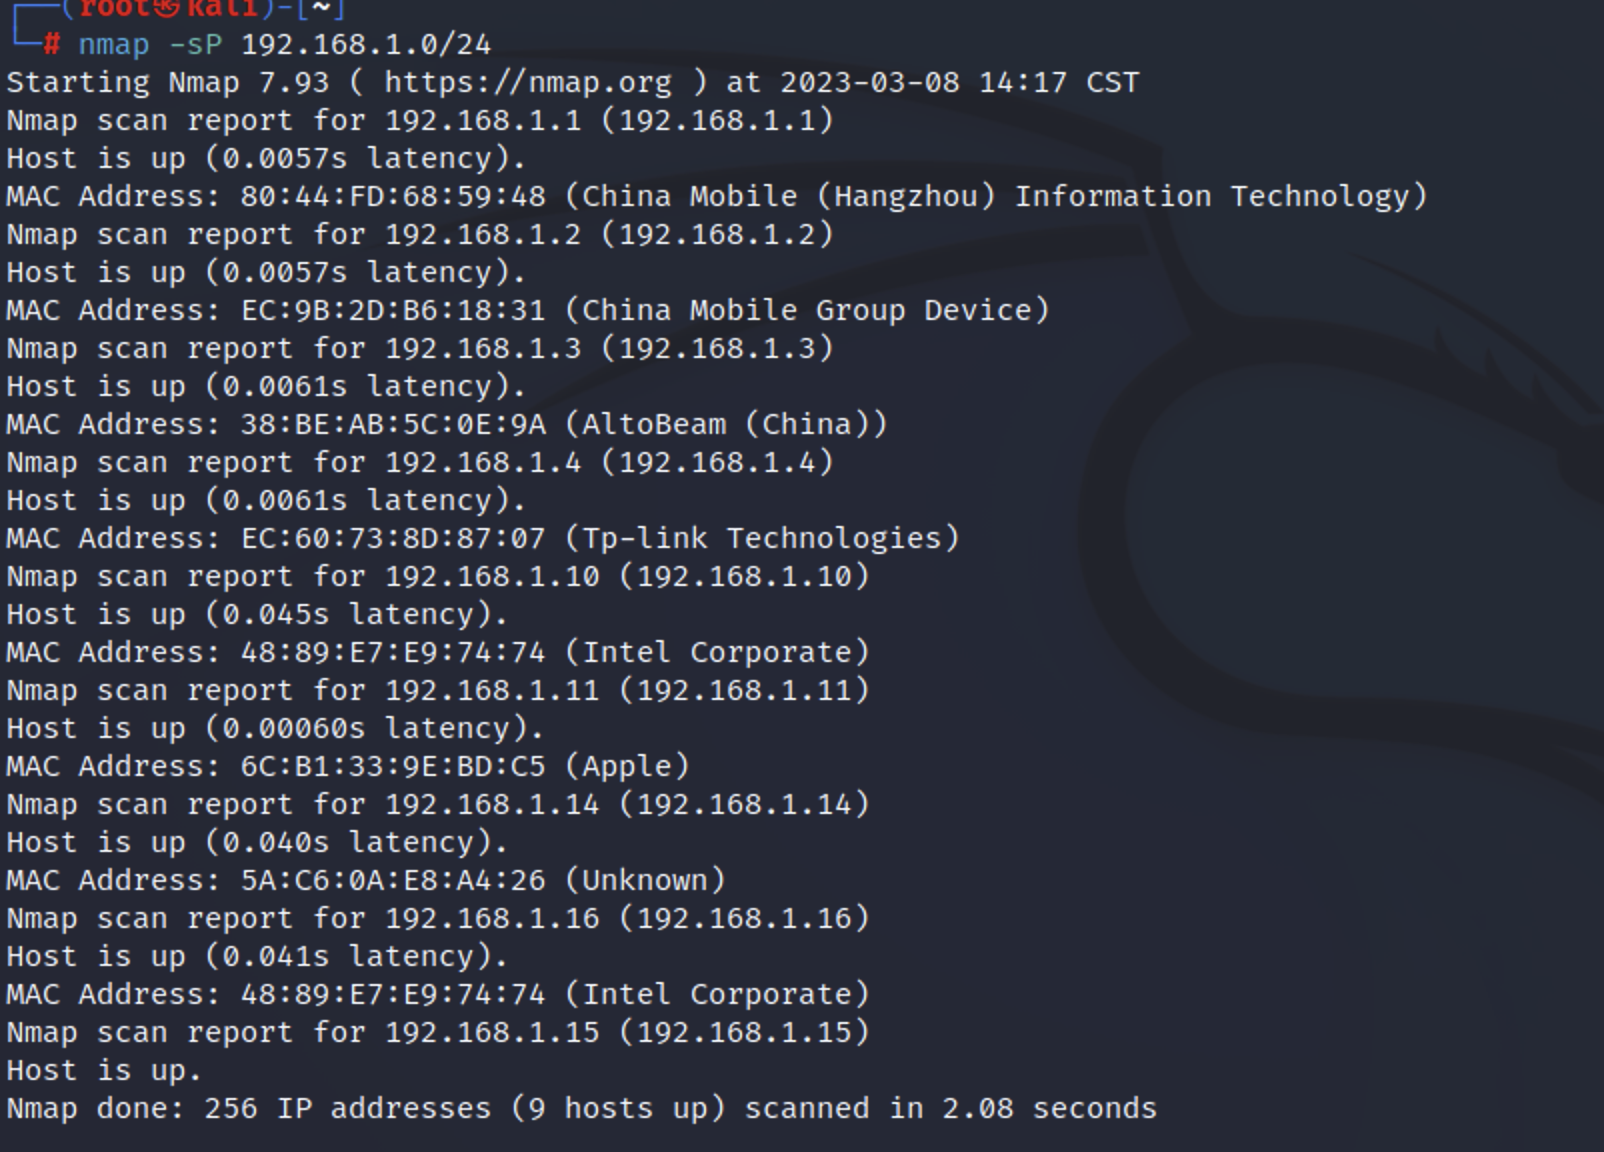 ┌──(root㉿kali)-[~]
└─# nmap -sP 192.168.1.0/24
Starting Nmap 7.93 ( https://nmap.org ) at 2023-03-08 14:17 CST
Nmap scan report for 192.168.1.1 (192.168.1.1)
Host is up (0.0057s latency).
MAC Address: 80:44:FD:68:59:48 (China Mobile (Hangzhou) Information Technology)
Nmap scan report for 192.168.1.2 (192.168.1.2)
Host is up (0.0057s latency).
MAC Address: EC:9B:2D:B6:18:31 (China Mobile Group Device)
Nmap scan report for 192.168.1.3 (192.168.1.3)
Host is up (0.0061s latency).
MAC Address: 38:BE:AB:5C:0E:9A (AltoBeam (China))
Nmap scan report for 192.168.1.4 (192.168.1.4)
Host is up (0.0061s latency).
MAC Address: EC:60:73:8D:87:07 (Tp-link Technologies)
Nmap scan report for 192.168.1.10 (192.168.1.10)
Host is up (0.045s latency).
MAC Address: 48:89:E7:E9:74:74 (Intel Corporate)
Nmap scan report for 192.168.1.11 (192.168.1.11)
Host is up (0.00060s latency).
MAC Address: 6C:B1:33:9E:BD:C5 (Apple)
Nmap scan report for 192.168.1.14 (192.168.1.14)
Host is up (0.040s latency).
MAC Address: 5A:C6:0A:E8:A4:26 (Unknown)
Nmap scan report for 192.168.1.16 (192.168.1.16)
Host is up (0.041s latency).
MAC Address: 48:89:E7:E9:74:74 (Intel Corporate)
Nmap scan report for 192.168.1.15 (192.168.1.15)
Host is up.
Nmap done: 256 IP addresses (9 hosts up) scanned in 2.08 seconds